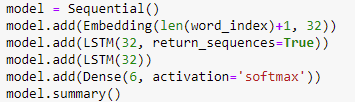 model = Sequential()
model.add(Embedding(len(word_index)+1, 32))
model.add(LSTM(32, return_sequences=True))
model.add(LSTM(32))
model.add(Dense(6, activation='softmax'))
model.summary()